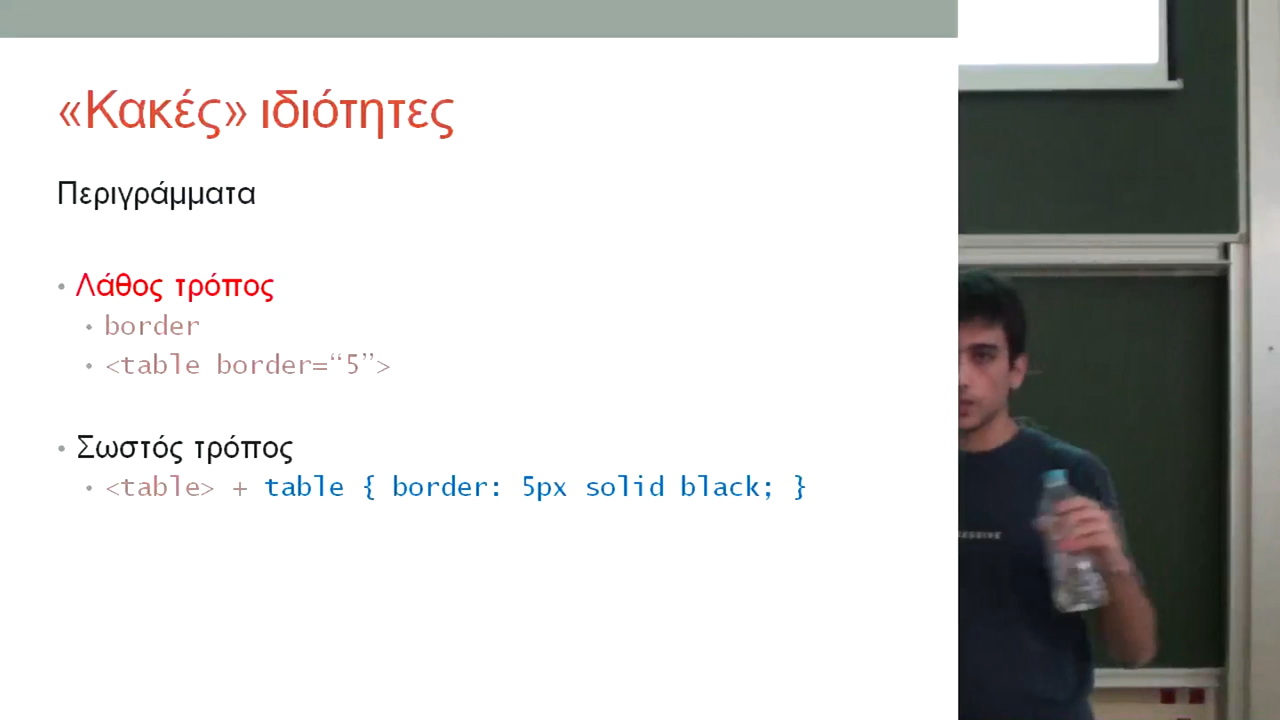 «Κακές» ιδιότητες
Περιγράμματα
• Λάθος τρόπος
• border
• <table border=“5”>
• Σωστός τρόπος
• <table> + table { border: 5px solid black; }